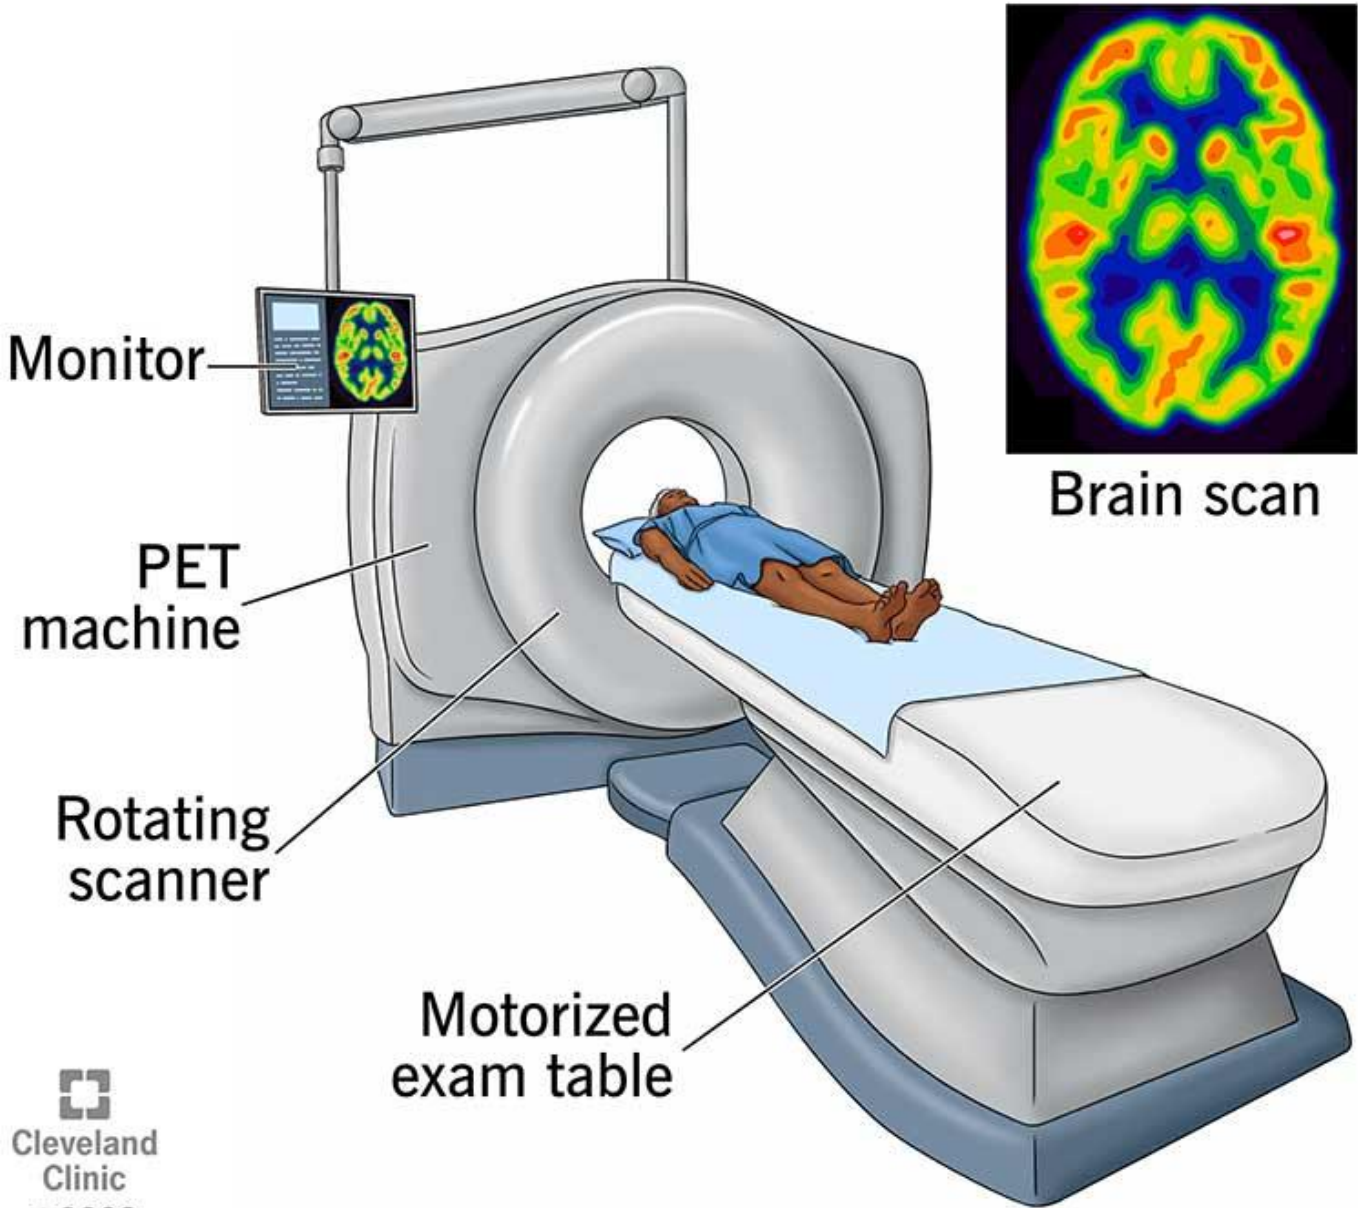 Monitor
Brain scan
PET
machine
Rotating
scanner
Motorized
exam table
Cleveland
Clinic